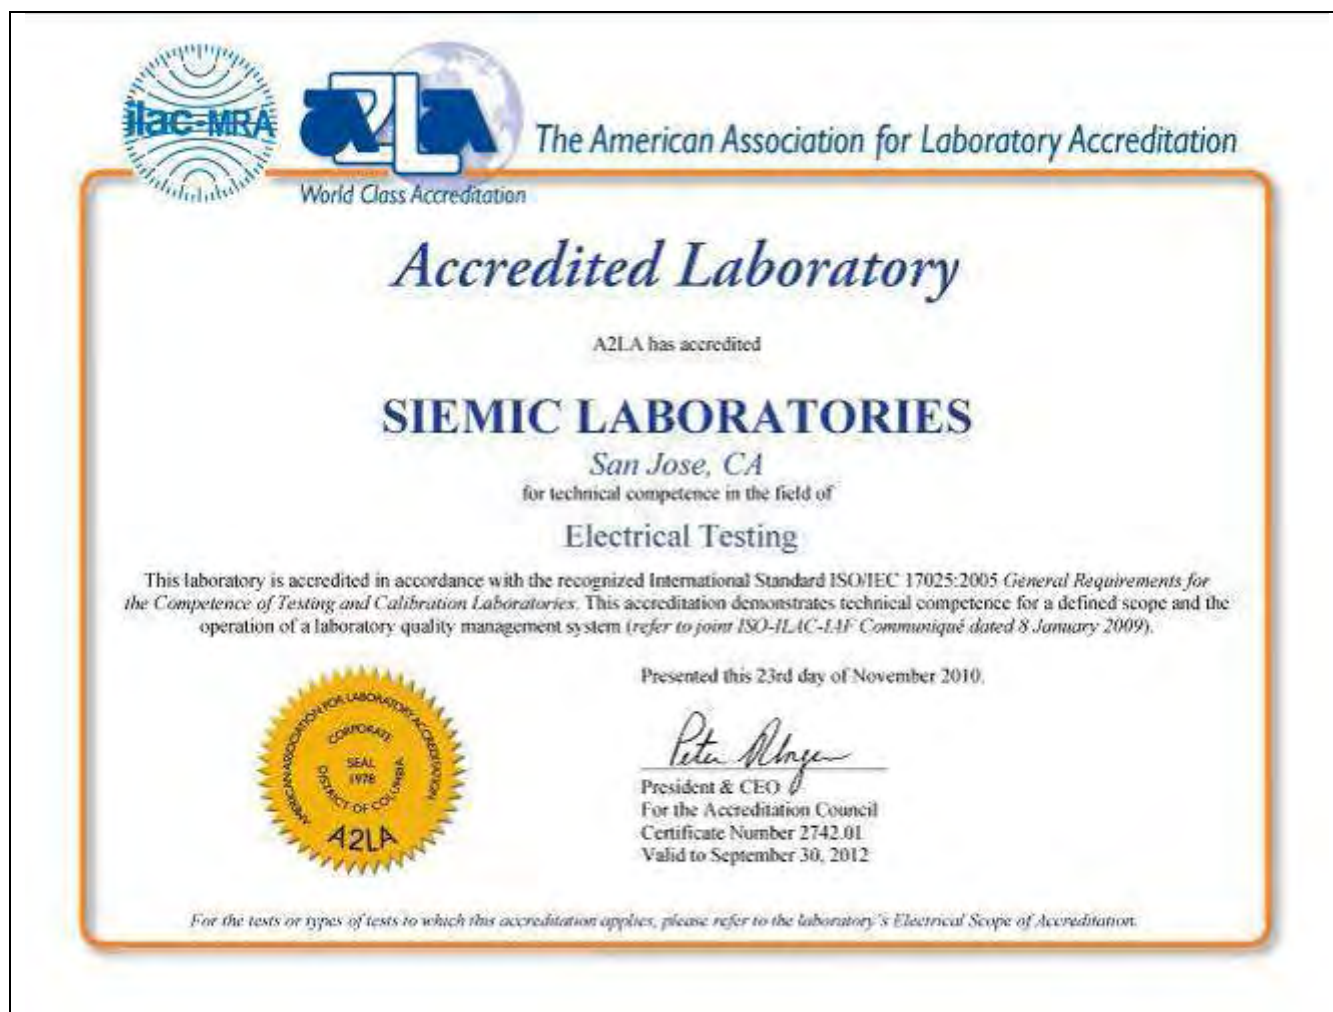 ilac-MRA
a2la
The American Association for Laboratory Accreditation
World Class Accreditation
Accredited Laboratory
A2LA has accredited
SIEMIC LABORATORIES
San Jose, CA
for technical competence in the field of
Electrical Testing
This laboratory is accredited in accordance with the recognized International Standard ISO/IEC 17025:2005 General Requirements for
the Competence of Testing and Calibration Laboratories. This accreditation demonstrates technical competence for a defined scope and the
operation of a laboratory quality management system (refer to joint ISO-ILAC-IAF Communiqué dated 8 January 2009).
Presented this 23rd day of November 2010.
AMERICAN ASSOCIATION FOR LABORATORY ACCREDITATION
CORPORATE
SEAL
1978
DISTRICT OF COLUMBIA
A2LA
Peter
President & CEO
For the Accreditation Council
Certificate Number 2742.01
Valid to September 30, 2012
For the tests or types of tests to which this accreditation applies, please refer to the laboratory's Electrical Scope of Accreditation.